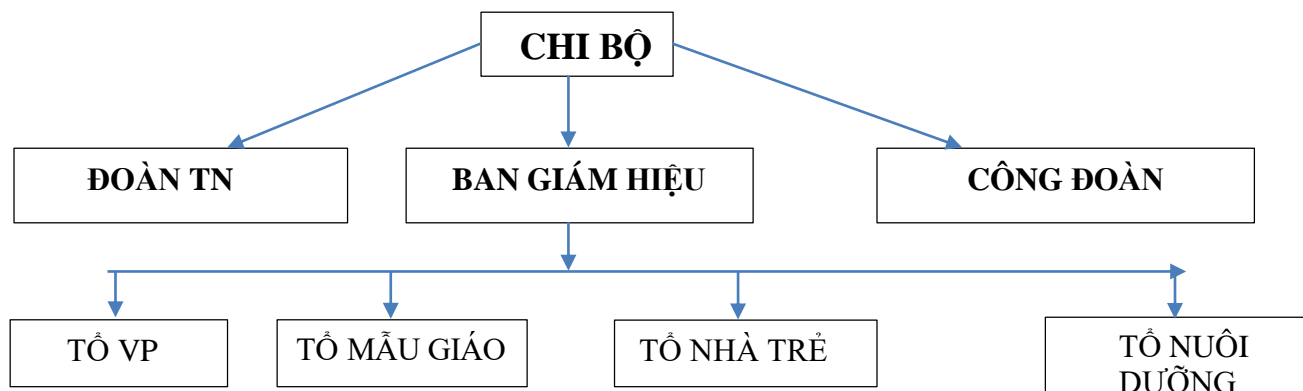 CHI BỘ
ĐOÀN TN
BAN GIÁM HIỆU
CÔNG ĐOÀN
TỔ VP
TỔ MẪU GIÁO
TỔ NHÀ TRẺ
TỔ NUÔI
DƯỠNG